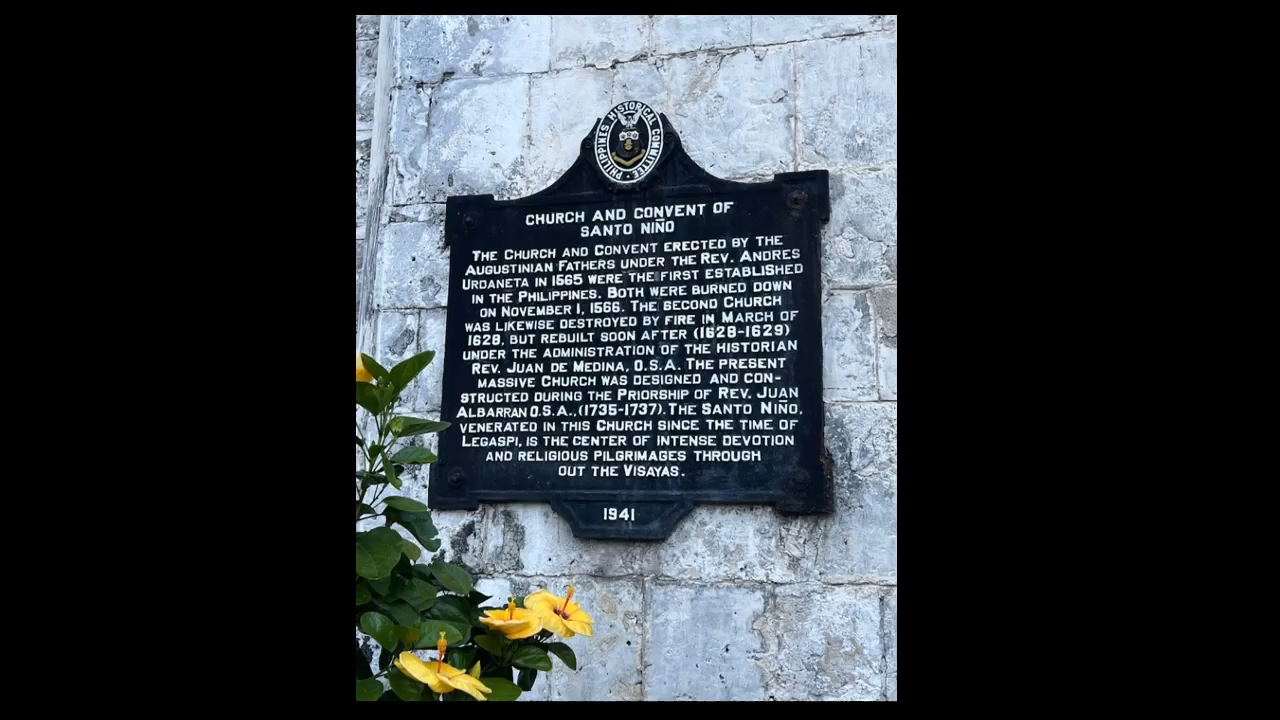 PHILIPPINES HISTORICAL COMMITTEE
CHURCH AND CONVENT OF
SANTO NIÑO
THE CHURCH AND CONVENT ERECTED BY THE
AUGUSTINIAN FATHERS UNDER THE REV. ANDRES
URDANETA IN 1565 WERE THE FIRST ESTABLISHED
IN THE PHILIPPINES. BOTH WERE BURNED DOWN
ON NOVEMBER 1, 1566. THE SECOND CHURCH
WAS LIKEWISE DESTROYED BY FIRE IN MARCH OF
1628, BUT REBUILT SOON AFTER (1628-1629)
UNDER THE ADMINISTRATION OF THE HISTORIAN
REV. JUAN DE MEDINA, O.S.A. THE PRESENT
MASSIVE CHURCH WAS DESIGNED AND CON-
STRUCTED DURING THE PRIORSHIP OF REV. JUAN
ALBARRAN O.S.A., (1735-1737). THE SANTO NIÑO,
VENERATED IN THIS CHURCH SINCE THE TIME OF
LEGASPI, IS THE CENTER OF INTENSE DEVOTION
AND RELIGIOUS PILGRIMAGES THROUGH
OUT THE VISAYAS.
1941